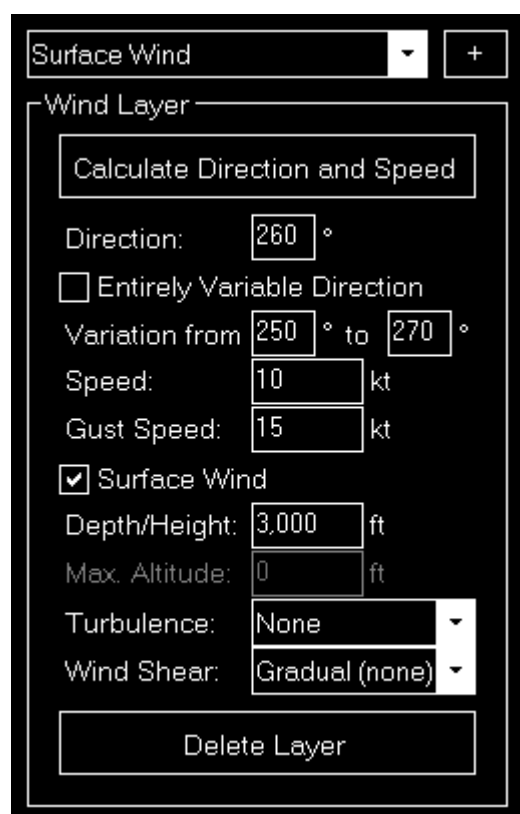 Surface Wind +
Wind Layer
Calculate Direction and Speed
Direction: 260 °
Entirely Variable Direction
Variation from 250 ° to 270 °
Speed: 10 kt
Gust Speed: 15 kt
Surface Wind
Depth/Height: 3,000 ft
Max. Altitude: 0 ft
Turbulence: None
Wind Shear: Gradual (none)
Delete Layer